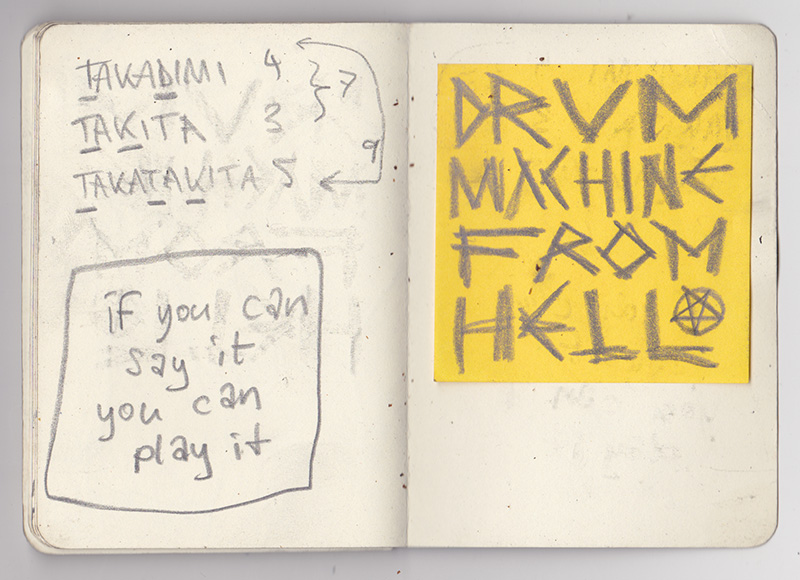 TAKADIMI 4
TAKITA 3
TAKATAKITA 5
7
9
if you can
say it
you can
play it
DRUM
MACHINE
FROM
HELL